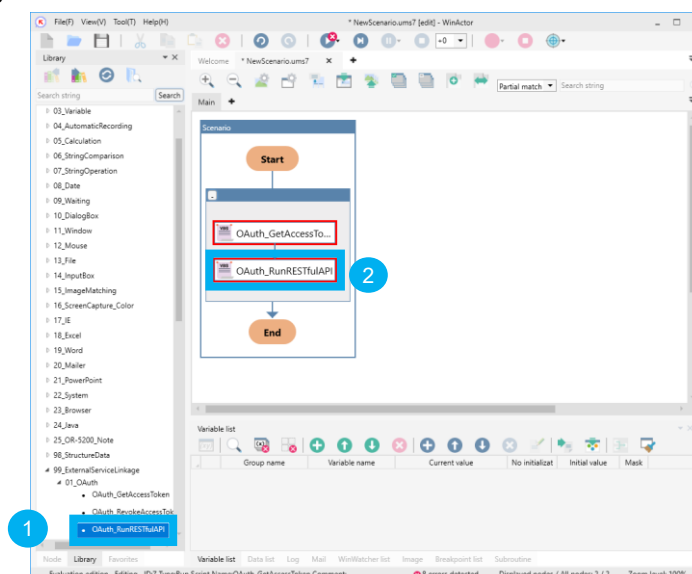 File(F) View(V) Tool(T) Help(H)
* NewScenario.ums7 [edit] - WinActor
Library
Welcome * NewScenario.ums7
Search string Search
Partial match Search string
Main
03_Variable
04_AutomaticRecording
05_Calculation
06_StringComparison
07_StringOperation
08_Date
09_Waiting
10_DialogBox
11_Window
12_Mouse
13_File
14_InputBox
15_ImageMatching
16_ScreenCapture_Color
17_IE
18_Excel
19_Word
20_Mailer
21_PowerPoint
22_System
23_Browser
24_Java
25_OR-5200_Note
98_StructureData
99_ExternalServiceLinkage
01_OAuth
OAuth_GetAccessToken
OAuth_RevokeAccessTok
1
OAuth_RunRESTfulAPI
Scenario
Start
OAuth_GetAccessTo...
OAuth_RunRESTfulAPI
2
End
Variable list
Group name Variable name Current value No initializat Initial value Mask
Node Library Favorites
Variable list Data list Log Mail WinWatcher list Image Breakpoint list Subroutine